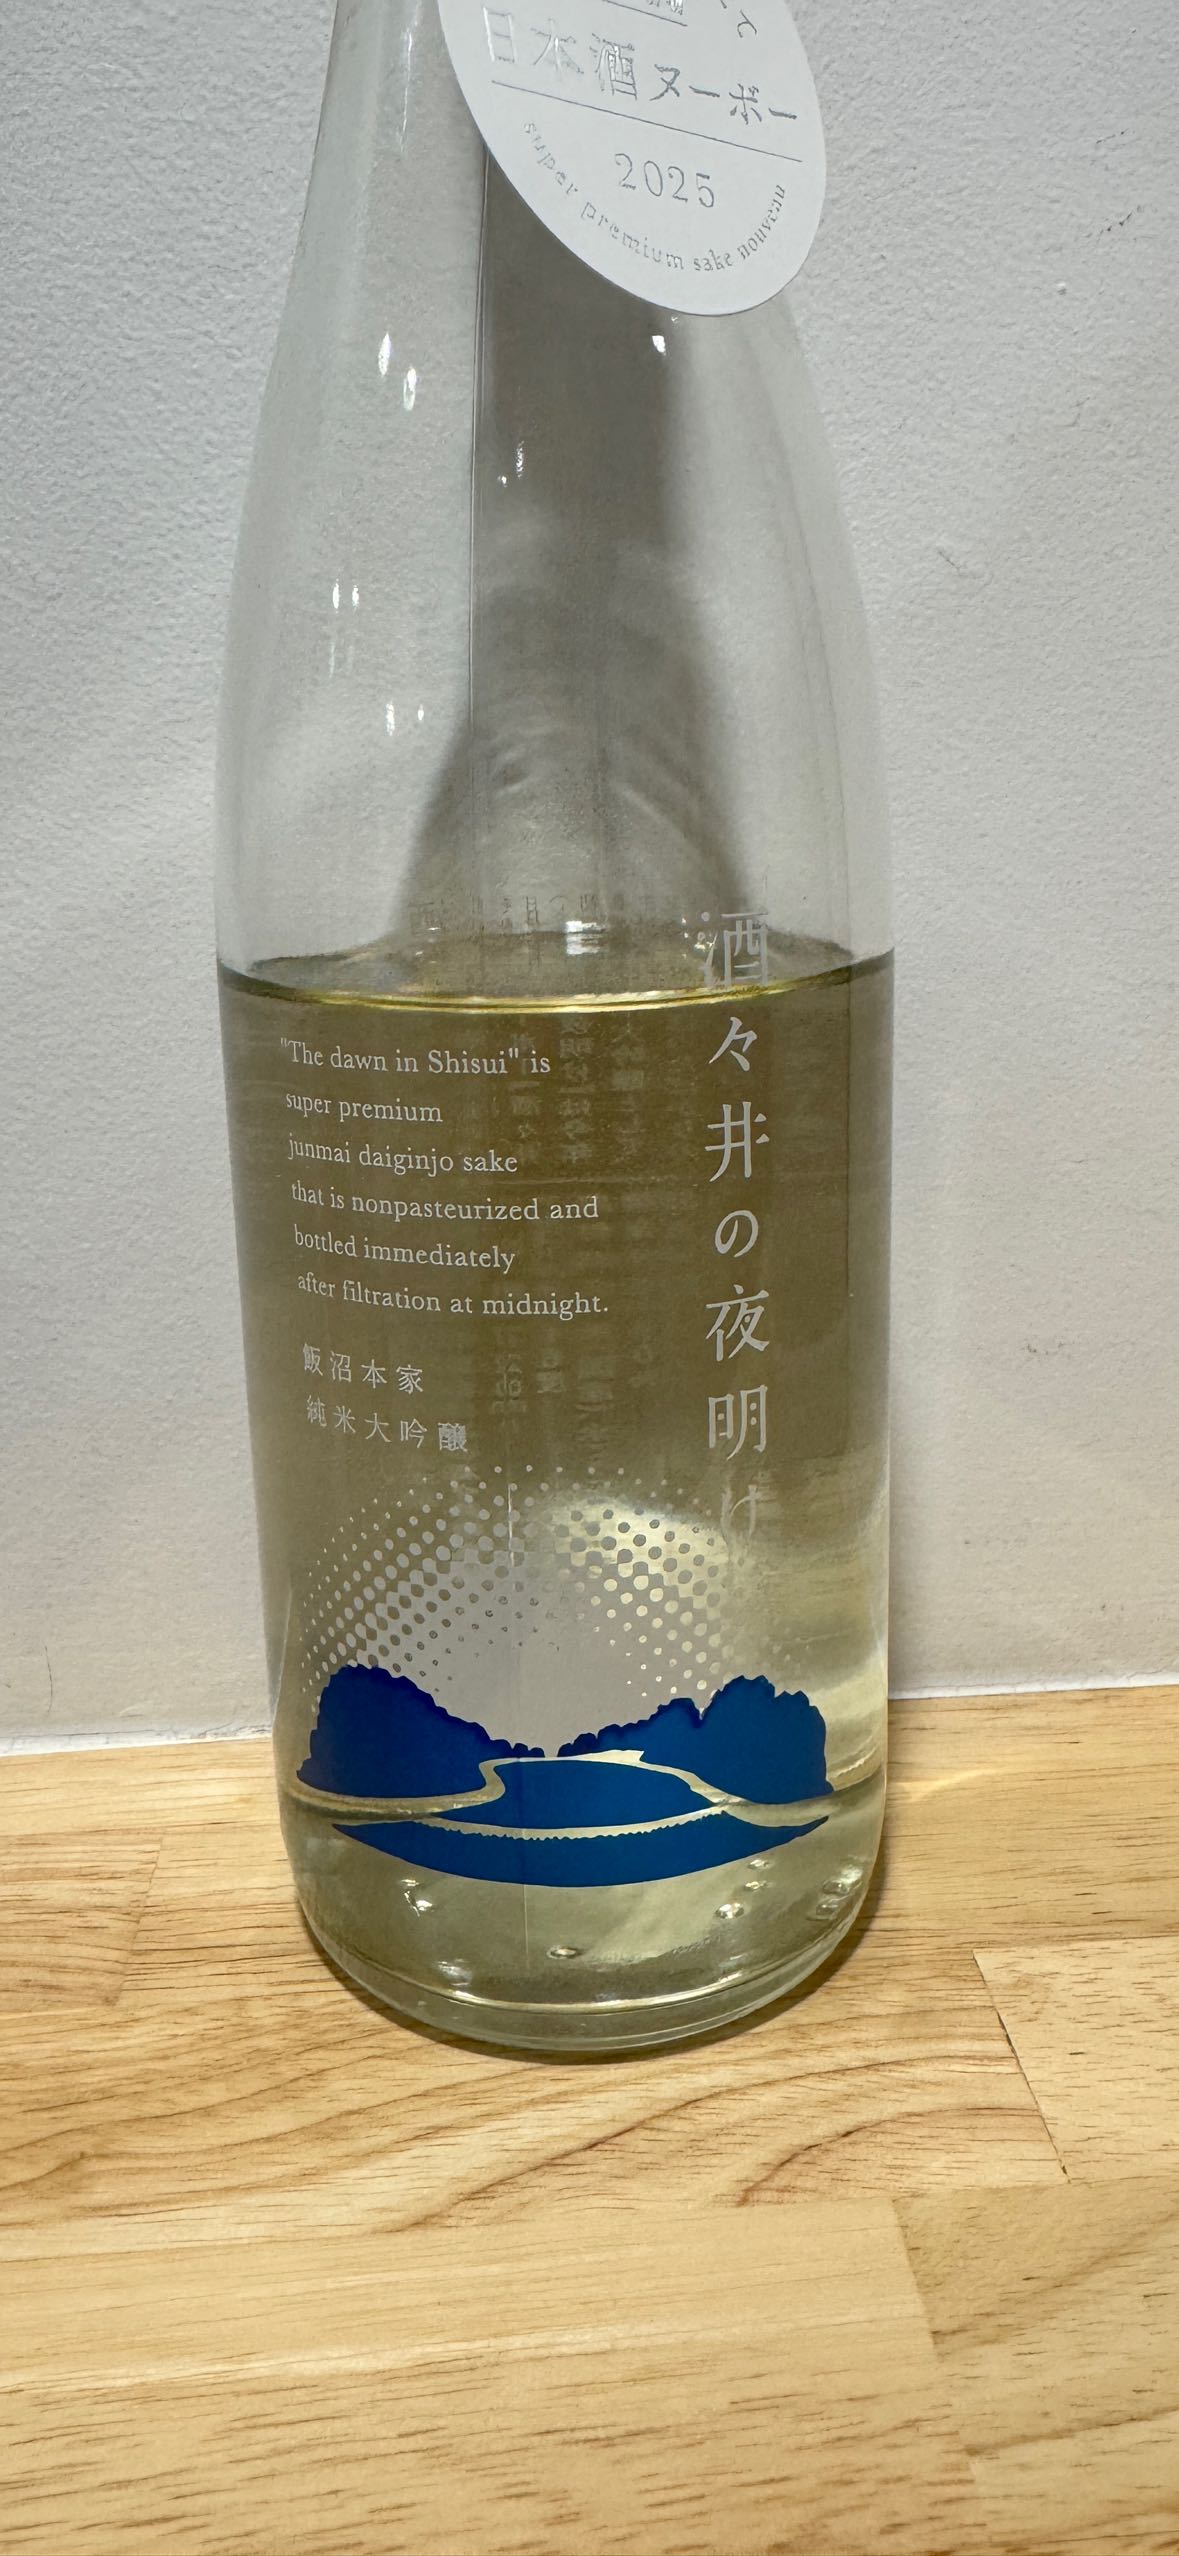 日本酒ヌーボー
2025
super premium sake nouveau
酒々井の夜明け
"The dawn in Shisui" is
super premium
junmai daiginjo sake
that is nonpasteurized and
bottled immediately
after filtration at midnight.
飯沼本家
純米大吟醸